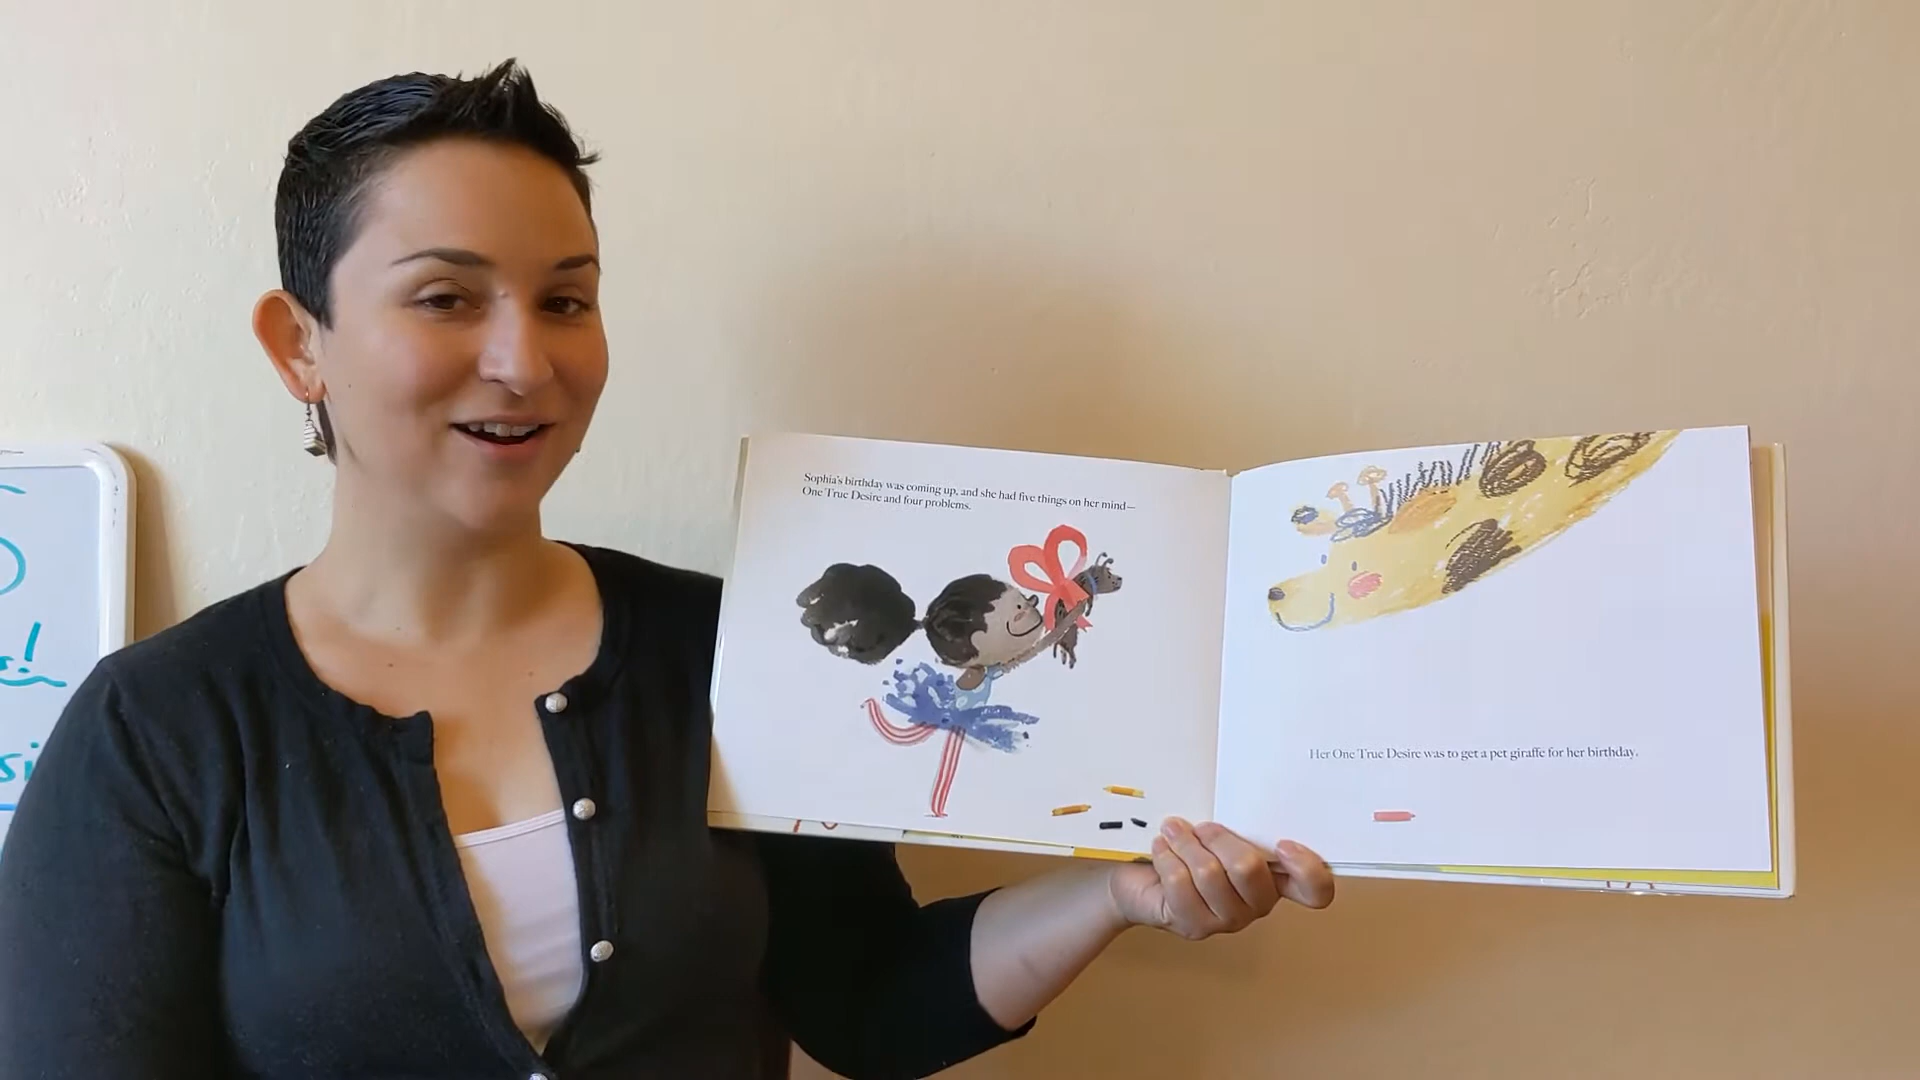 Sophia's birthday was coming up, and she had five things on her mind—
One True Desire and four problems.
Her One True Desire was to get a pet giraffe for her birthday.